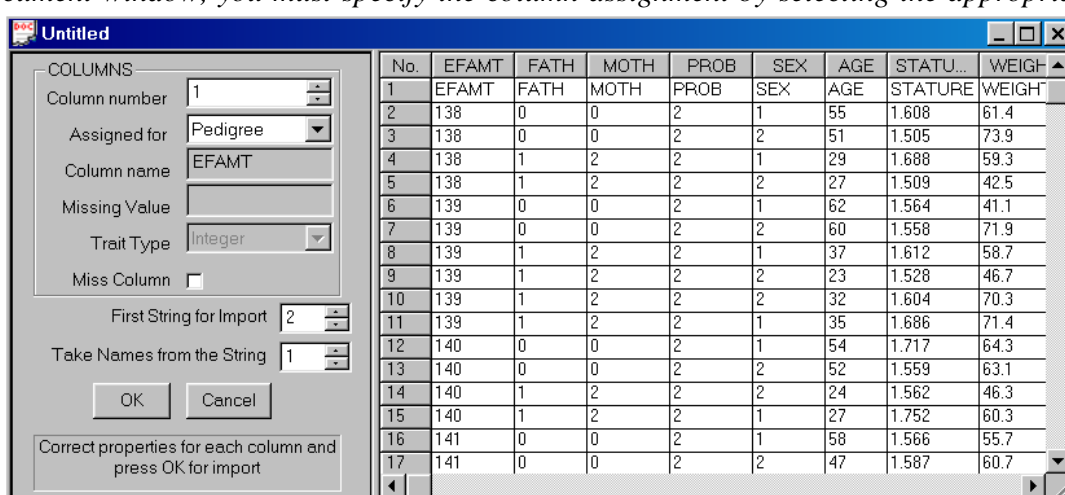 cument window, you must specify the column assignment by selecting the appropri
Untitled
COLUMNS
Column number 1
Assigned for Pedigree
Column name EFAMT
Missing Value
Trait Type Integer
Miss Column
First String for Import 2
Take Names from the String 1
OK Cancel
Correct properties for each column and
press OK for import
No. EFAMT FATH MOTH PROB SEX AGE STATU... WEIGH
1 EFAMT FATH MOTH PROB SEX AGE STATURE WEIGHT
2 138 0 0 2 1 55 1.608 61.4
3 138 0 0 2 2 51 1.505 73.9
4 138 1 2 2 1 29 1.688 59.3
5 138 1 2 2 2 27 1.509 42.5
6 139 0 0 2 1 62 1.564 41.1
7 139 0 0 2 2 60 1.558 71.9
8 139 1 2 2 1 37 1.612 58.7
9 139 1 2 2 2 23 1.528 46.7
10 139 1 2 2 2 32 1.604 70.3
11 139 1 2 2 1 35 1.686 71.4
12 140 0 0 2 1 54 1.717 64.3
13 140 0 0 2 2 52 1.559 63.1
14 140 1 2 2 2 24 1.562 46.3
15 140 1 2 2 1 27 1.752 60.3
16 141 0 0 2 1 58 1.566 55.7
17 141 0 0 2 2 47 1.587 60.7